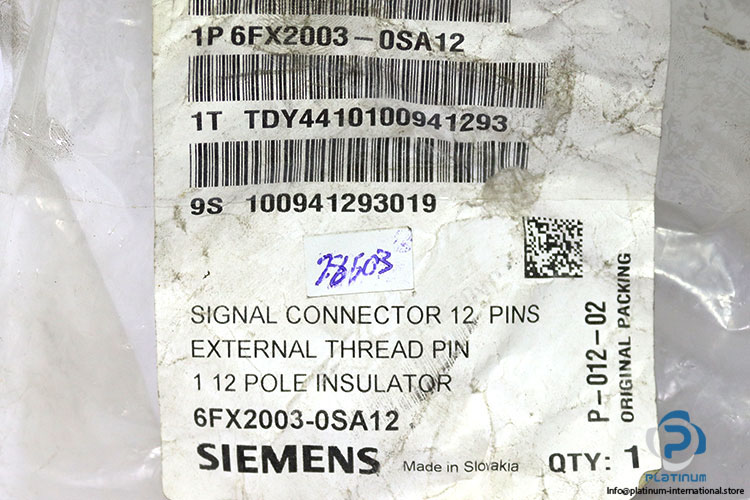 1P 6FX2003-0SA12
1T TDY4410100941293
9S 100941293019
78503
SIGNAL CONNECTOR 12 PINS
EXTERNAL THREAD PIN
1 12 POLE INSULATOR
6FX2003-0SA12
SIEMENS Made in Slovakia QTY: 1
P-012-02
ORIGINAL PACKING
PLATINUM
Info@platinum-international.store